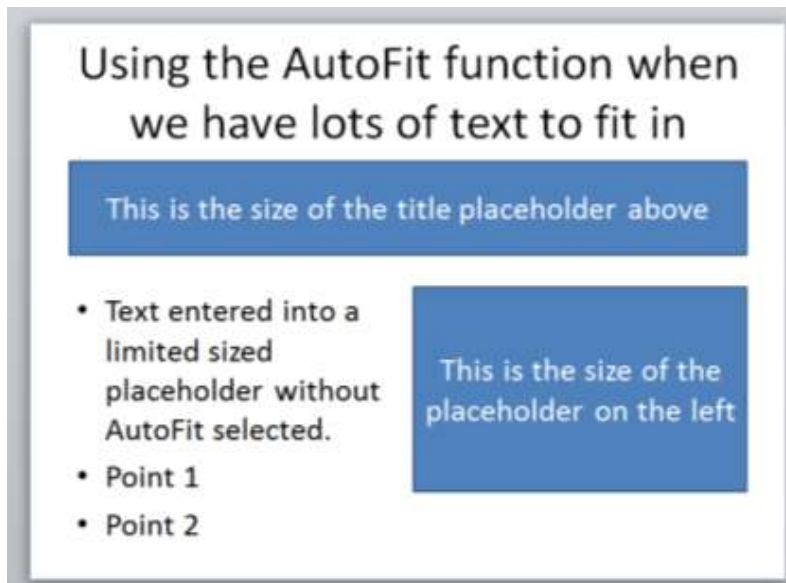 Using the AutoFit function when
we have lots of text to fit in
This is the size of the title placeholder above
• Text entered into a
limited sized
placeholder without
AutoFit selected.
• Point 1
• Point 2
This is the size of the
placeholder on the left